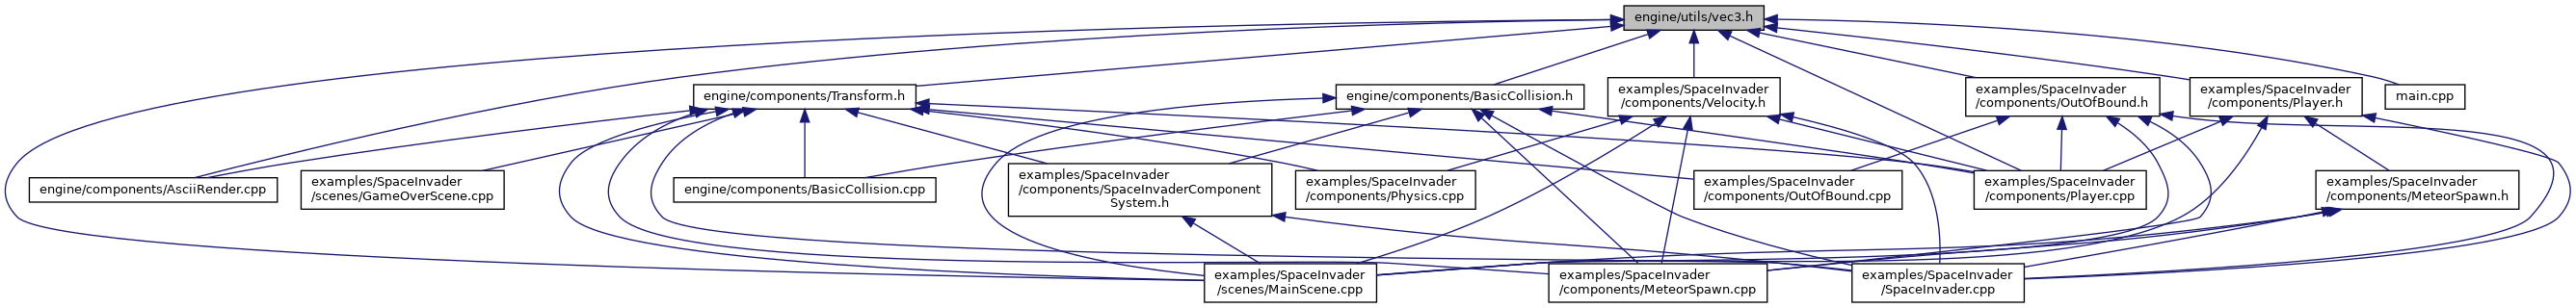 engine/utils/vec3.h
engine/components/Transform.h
engine/components/BasicCollision.h
examples/SpaceInvader
/components/Velocity.h
examples/SpaceInvader
/components/OutOfBound.h
examples/SpaceInvader
/components/Player.h
main.cpp
engine/components/AsciiRender.cpp
examples/SpaceInvader
/scenes/GameOverScene.cpp
engine/components/BasicCollision.cpp
examples/SpaceInvader
/components/SpaceInvaderComponent
System.h
examples/SpaceInvader
/components/Physics.cpp
examples/SpaceInvader
/components/OutOfBound.cpp
examples/SpaceInvader
/components/Player.cpp
examples/SpaceInvader
/components/MeteorSpawn.h
examples/SpaceInvader
/scenes/MainScene.cpp
examples/SpaceInvader
/components/MeteorSpawn.cpp
examples/SpaceInvader
/SpaceInvader.cpp